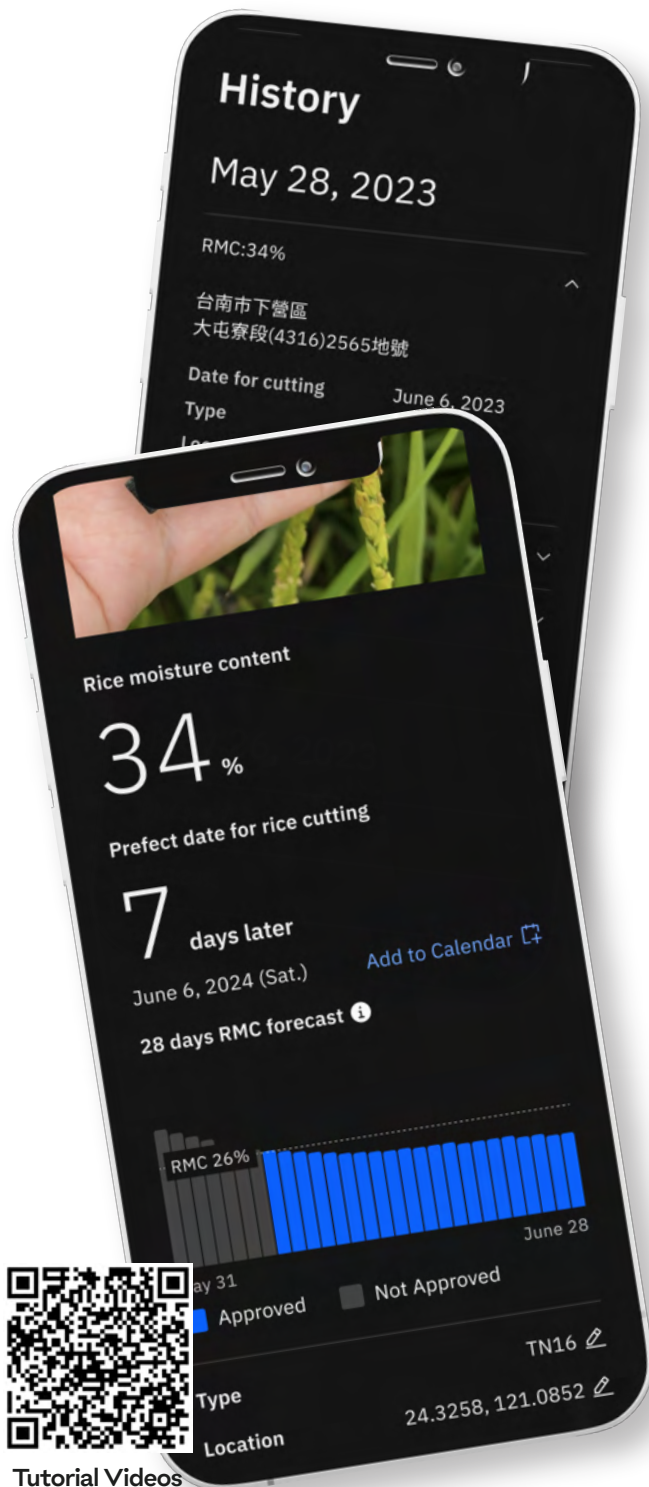 History
May 28, 2023
RMC:34%
台南市下營區
大屯寮段(4316)2565地號
Date for cutting June 6, 2023
Type
Rice moisture content
34 %
Prefect date for rice cutting
7 days later
June 6, 2024 (Sat.) Add to Calendar
28 days RMC forecast
RMC 26%
ay 31 June 28
Approved Not Approved
Type TN16
Location 24.3258, 121.0852
Tutorial Videos